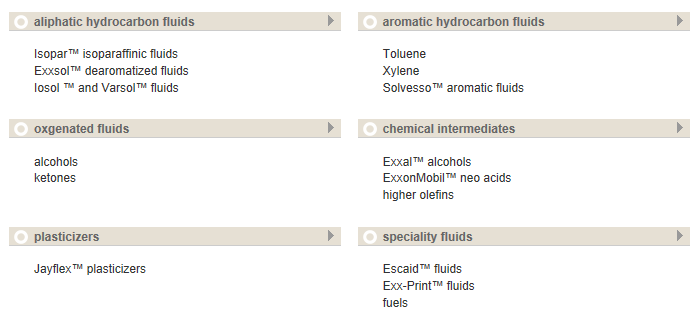 aliphatic hydrocarbon fluids
Isopar™ isoparaffinic fluids
Exxsol™ dearomatized fluids
Iosol ™ and Varsol™ fluids
aromatic hydrocarbon fluids
Toluene
Xylene
Solvesso™ aromatic fluids
oxgenated fluids
alcohols
ketones
chemical intermediates
Exxal™ alcohols
ExxonMobil™ neo acids
higher olefins
plasticizers
Jayflex™ plasticizers
speciality fluids
Escaid™ fluids
Exx-Print™ fluids
fuels